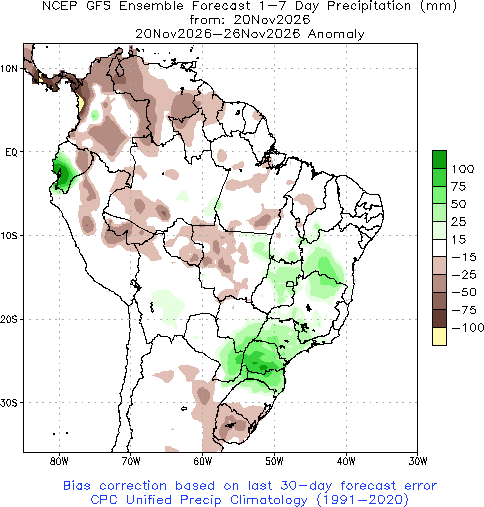 NCEP GFS Ensemble Forecast 1-7 Day Precipitation (mm)
from: 20Nov2026
20Nov2026-26Nov2026 Anomaly
10N
EQ
10S
20S
30S
80W 70W 60W 50W 40W 30W
100
75
50
25
15
-15
-25
-50
-75
-100
Bias correction based on last 30-day forecast error
CPC Unified Precip Climatology (1991-2020)